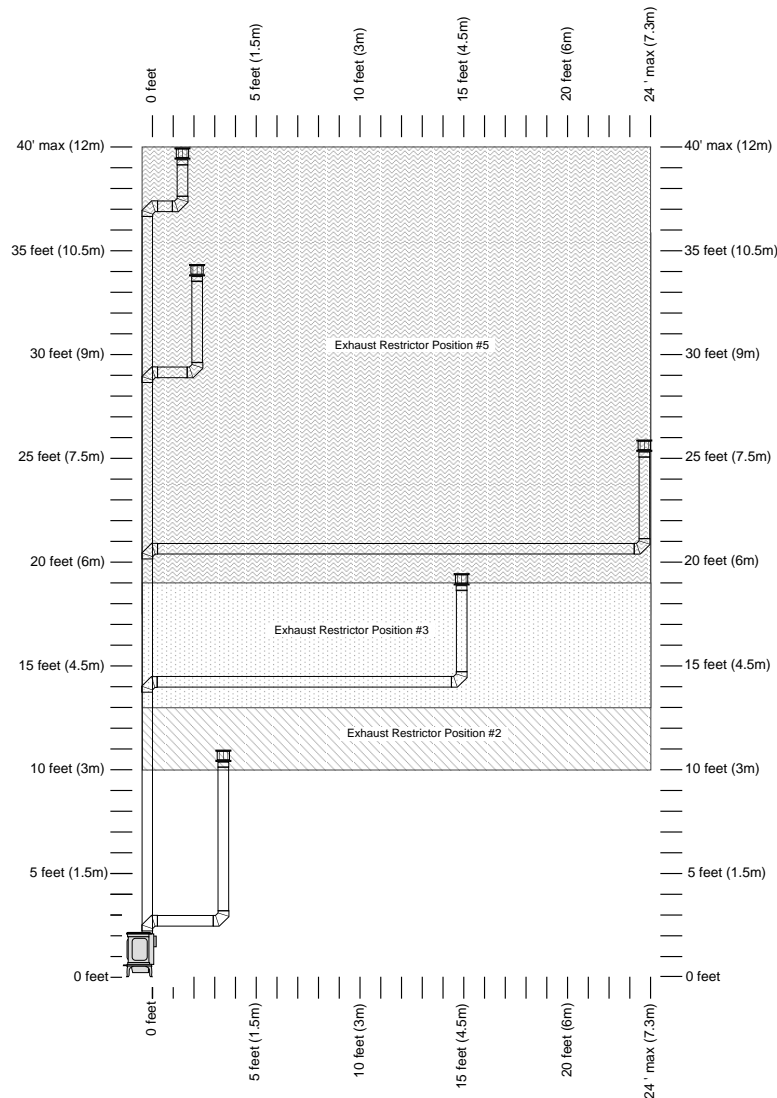 0 feet
5 feet (1.5m)
10 feet (3m)
15 feet (4.5m)
20 feet (6m)
24 ' max (7.3m)
40' max (12m)
40' max (12m)
35 feet (10.5m)
35 feet (10.5m)
Exhaust Restrictor Position #5
30 feet (9m)
30 feet (9m)
25 feet (7.5m)
25 feet (7.5m)
20 feet (6m)
20 feet (6m)
Exhaust Restrictor Position #3
15 feet (4.5m)
15 feet (4.5m)
Exhaust Restrictor Position #2
10 feet (3m)
10 feet (3m)
5 feet (1.5m)
5 feet (1.5m)
0 feet
0 feet
0 feet
5 feet (1.5m)
10 feet (3m)
15 feet (4.5m)
20 feet (6m)
24 ' max (7.3m)